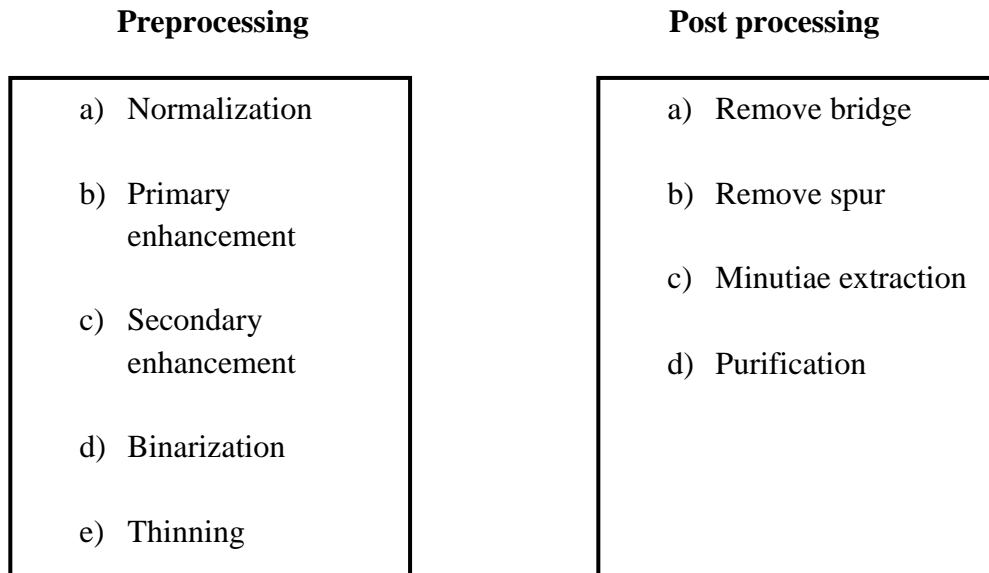 Preprocessing
a) Normalization
b) Primary
enhancement
c) Secondary
enhancement
d) Binarization
e) Thinning
Post processing
a) Remove bridge
b) Remove spur
c) Minutiae extraction
d) Purification